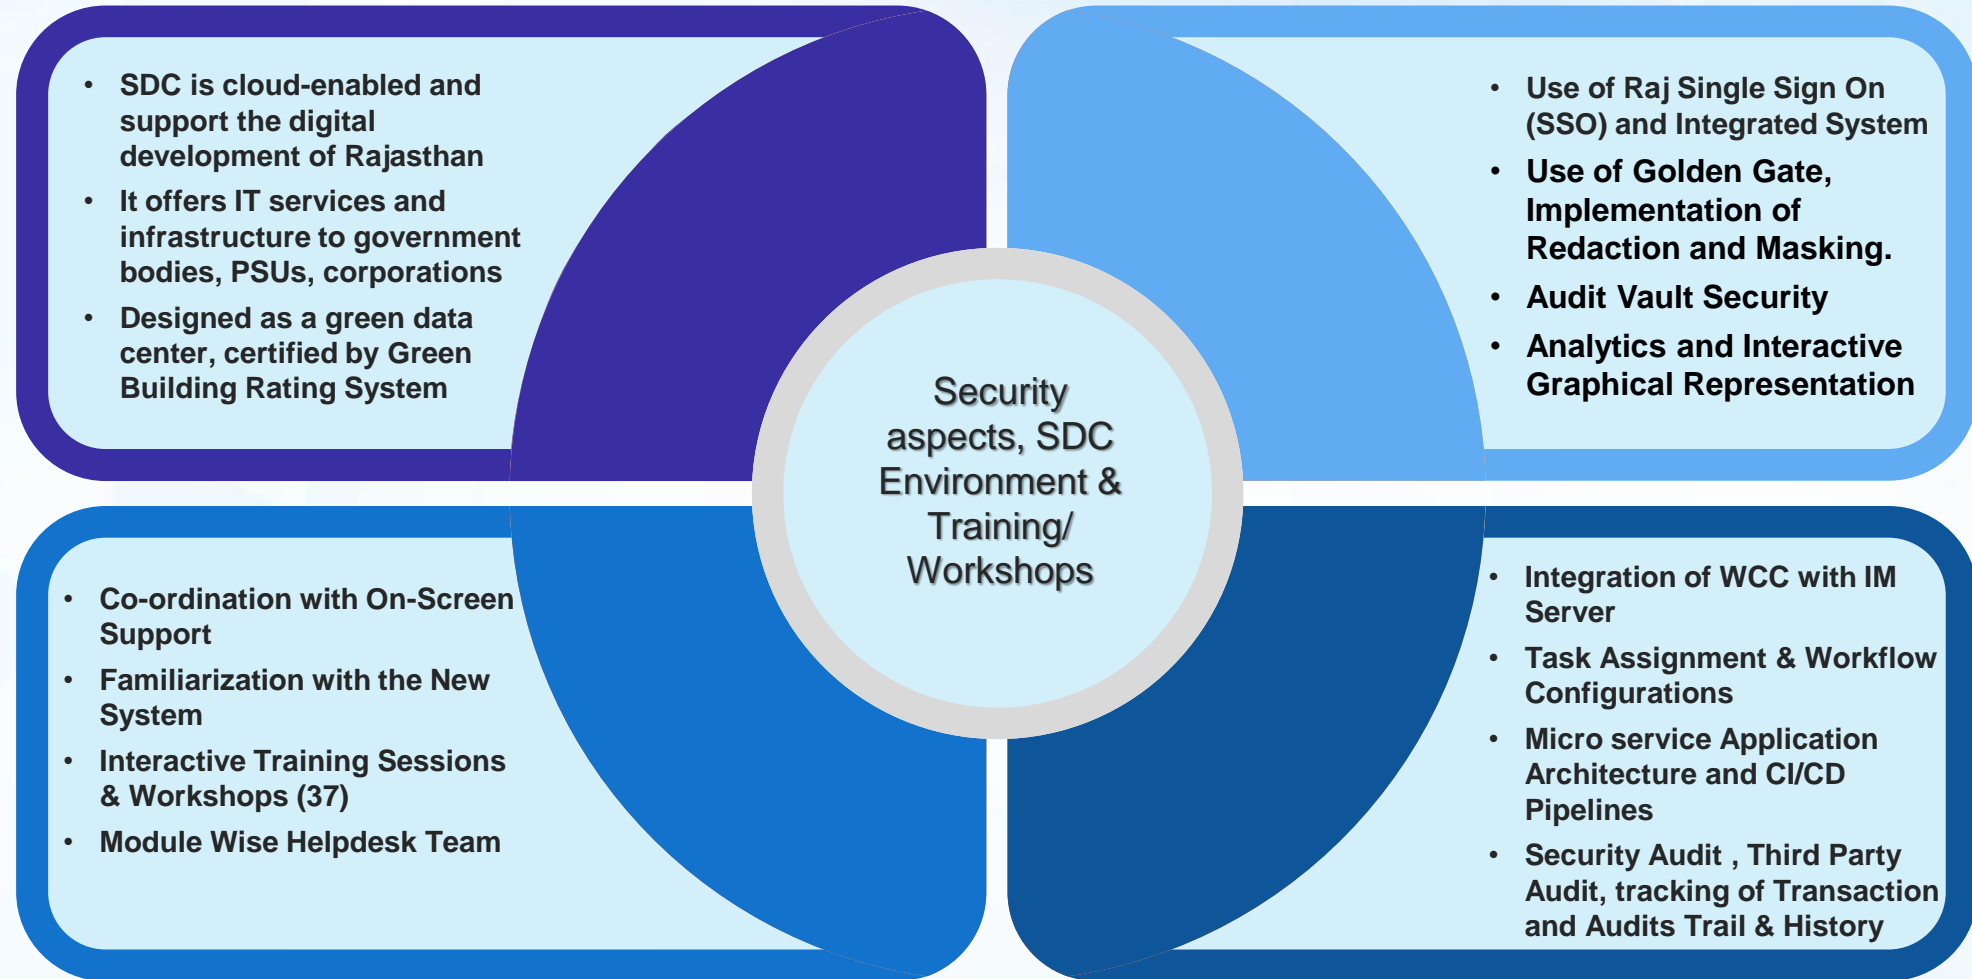 • SDC is cloud-enabled and
support the digital
development of Rajasthan
• It offers IT services and
infrastructure to government
bodies, PSUs, corporations
• Designed as a green data
center, certified by Green
Building Rating System
• Use of Raj Single Sign On
(SSO) and Integrated System
• Use of Golden Gate,
Implementation of
Redaction and Masking.
• Audit Vault Security
• Analytics and Interactive
Graphical Representation
Security
aspects, SDC
Environment &
Training/
Workshops
• Co-ordination with On-Screen
Support
• Familiarization with the New
System
• Interactive Training Sessions
& Workshops (37)
• Module Wise Helpdesk Team
• Integration of WCC with IM
Server
• Task Assignment & Workflow
Configurations
• Micro service Application
Architecture and CI/CD
Pipelines
• Security Audit , Third Party
Audit, tracking of Transaction
and Audits Trail & History